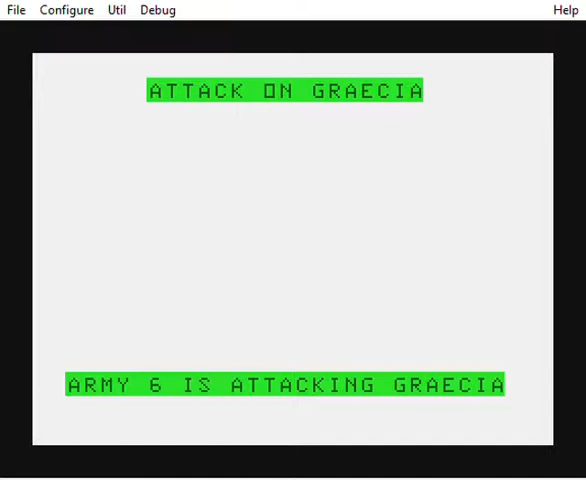 File Configure Util Debug Help
ATTACK ON GRAECIA
ARMY 6 IS ATTACKING GRAECIA